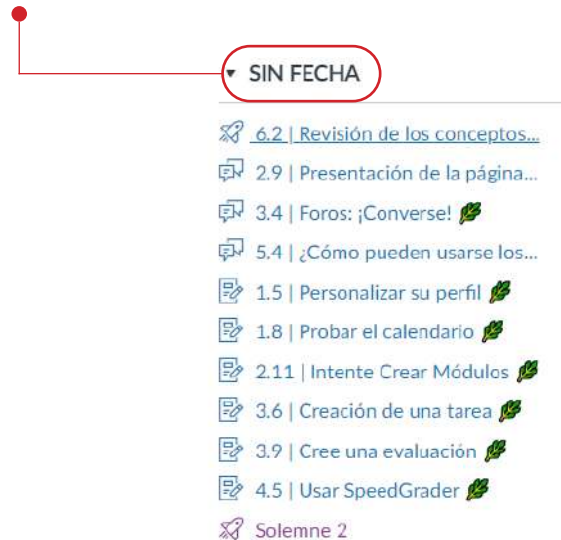 SIN FECHA
6.2 | Revisión de los conceptos...
2.9 | Presentación de la página...
3.4 | Foros: ¡Converse!
5.4 | ¿Cómo pueden usarse los...
1.5 | Personalizar su perfil
1.8 | Probar el calendario
2.11 | Intente Crear Módulos
3.6 | Creación de una tarea
3.9 | Cree una evaluación
4.5 | Usar SpeedGrader
Solemne 2